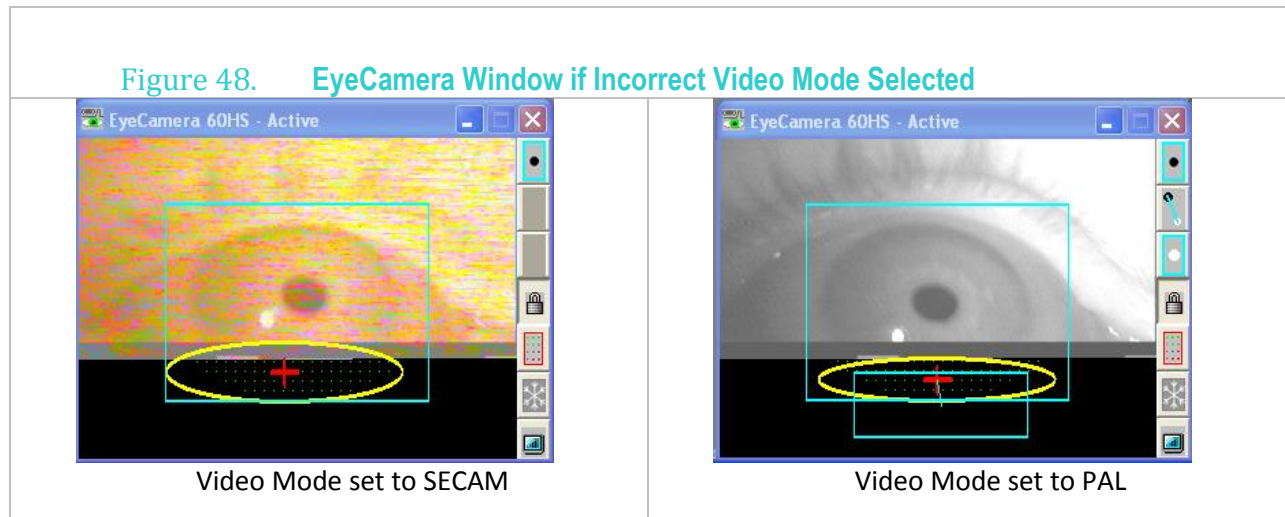 Figure 48. EyeCamera Window if Incorrect Video Mode Selected
EyeCamera 60HS - Active
EyeCamera 60HS - Active
Video Mode set to SECAM
Video Mode set to PAL